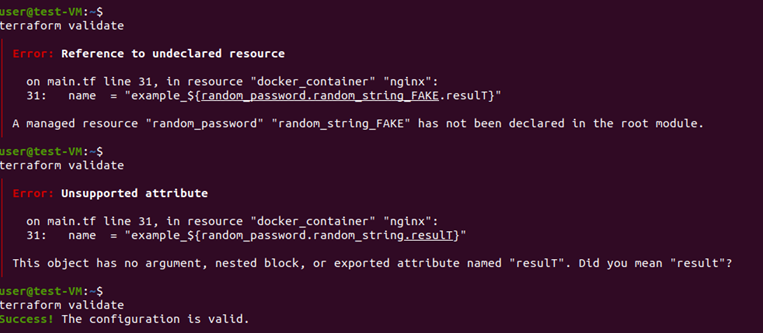 user@test-VM:~$
terraform validate
Error: Reference to undeclared resource
on main.tf line 31, in resource "docker_container" "nginx":
31:   name  = "example_${random_password.random_string_FAKE.resulT}"
A managed resource "random_password" "random_string_FAKE" has not been declared in the root module.
user@test-VM:~$
terraform validate
Error: Unsupported attribute
on main.tf line 31, in resource "docker_container" "nginx":
31:   name  = "example_${random_password.random_string.resulT}"
This object has no argument, nested block, or exported attribute named "resulT". Did you mean "result"?
user@test-VM:~$
terraform validate
Success! The configuration is valid.